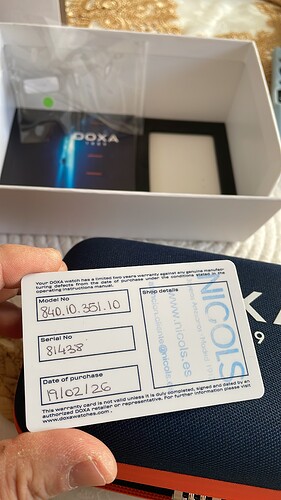 DOXA
Your DOXA watch has a limited two years warranty against any genuine manufac-
turing defects from the date of purchase under the conditions stated in the
operating instructions manual.
Model No
840.10.351.10
Shop details
NICOLS
www.nicols.es
Serial No
81438
Date of purchase
19/02/26
This warranty card is not valid unless it is duly completed, signed and dated by an
authorized DOXA retailer or representative. For further information please visit
www.doxawatches.com.